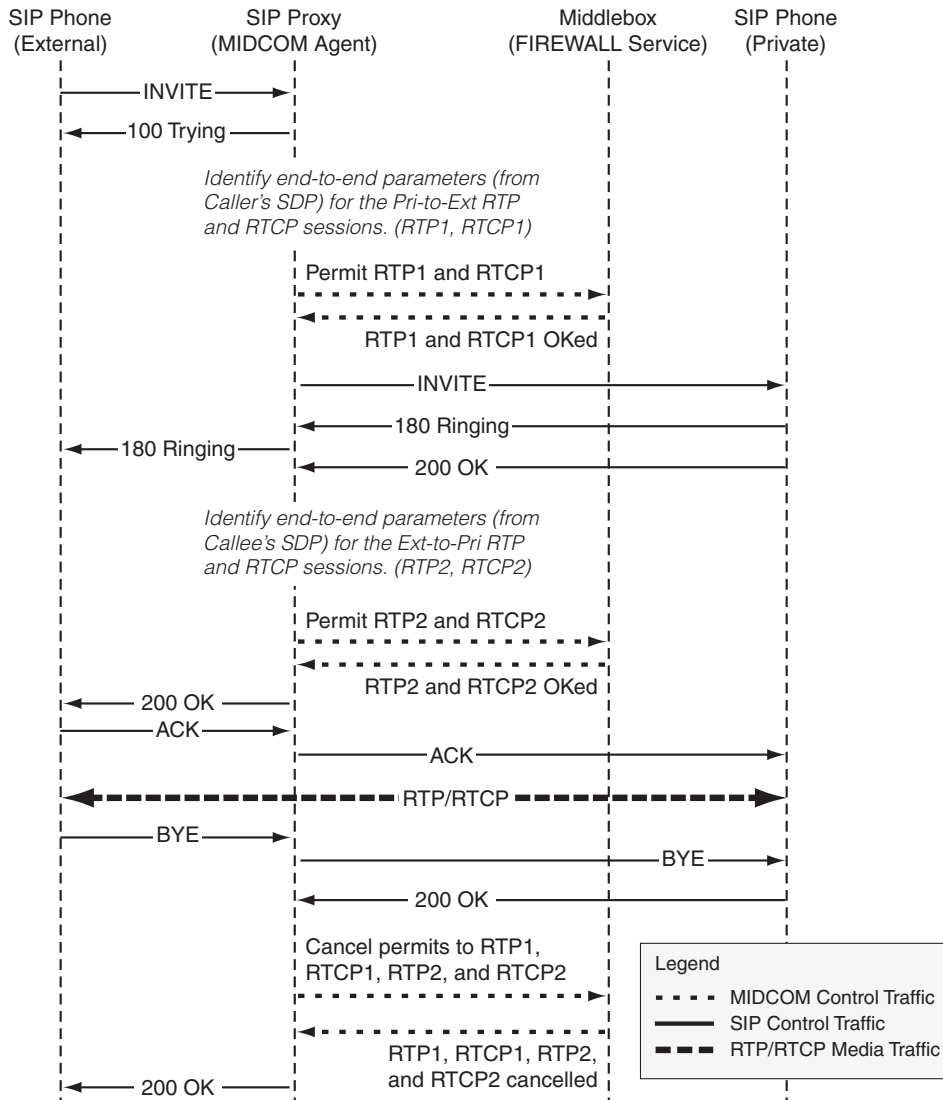 SIP Phone
(External)
SIP Proxy
(MIDCOM Agent)
Middlebox
(FIREWALL Service)
SIP Phone
(Private)
INVITE
100 Trying
Identify end-to-end parameters (from
Caller's SDP) for the Pri-to-Ext RTP
and RTCP sessions. (RTP1, RTCP1)
Permit RTP1 and RTCP1
RTP1 and RTCP1 OKed
INVITE
180 Ringing
180 Ringing
200 OK
Identify end-to-end parameters (from
Callee's SDP) for the Ext-to-Pri RTP
and RTCP sessions. (RTP2, RTCP2)
Permit RTP2 and RTCP2
RTP2 and RTCP2 OKed
200 OK
ACK
ACK
RTP/RTCP
BYE
BYE
200 OK
Cancel permits to RTP1,
RTCP1, RTP2, and RTCP2
RTP1, RTCP1, RTP2,
and RTCP2 cancelled
200 OK
Legend
MIDCOM Control Traffic
SIP Control Traffic
RTP/RTCP Media Traffic